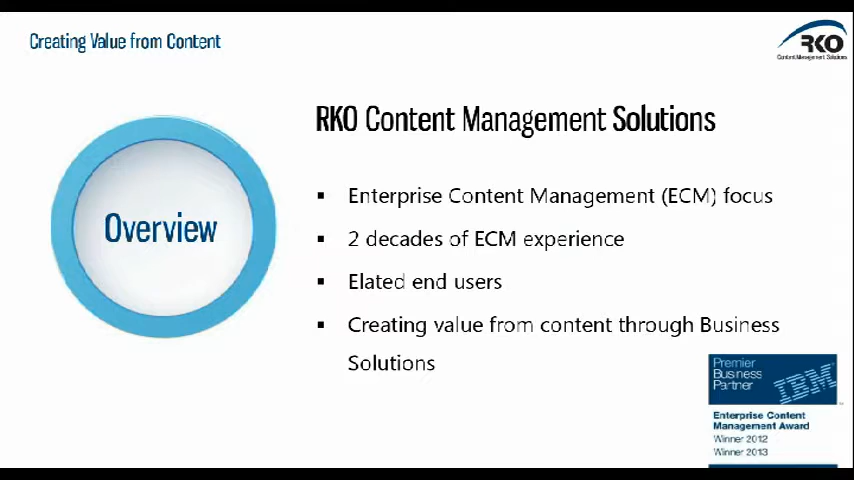 Creating Value from Content
RKO
Content Management Solutions
RKO Content Management Solutions
Overview
▪ Enterprise Content Management (ECM) focus
▪ 2 decades of ECM experience
▪ Elated end users
▪ Creating value from content through Business
Solutions
Premier
Business
Partner
IBM
Enterprise Content
Management Award
Winner 2012
Winner 2013